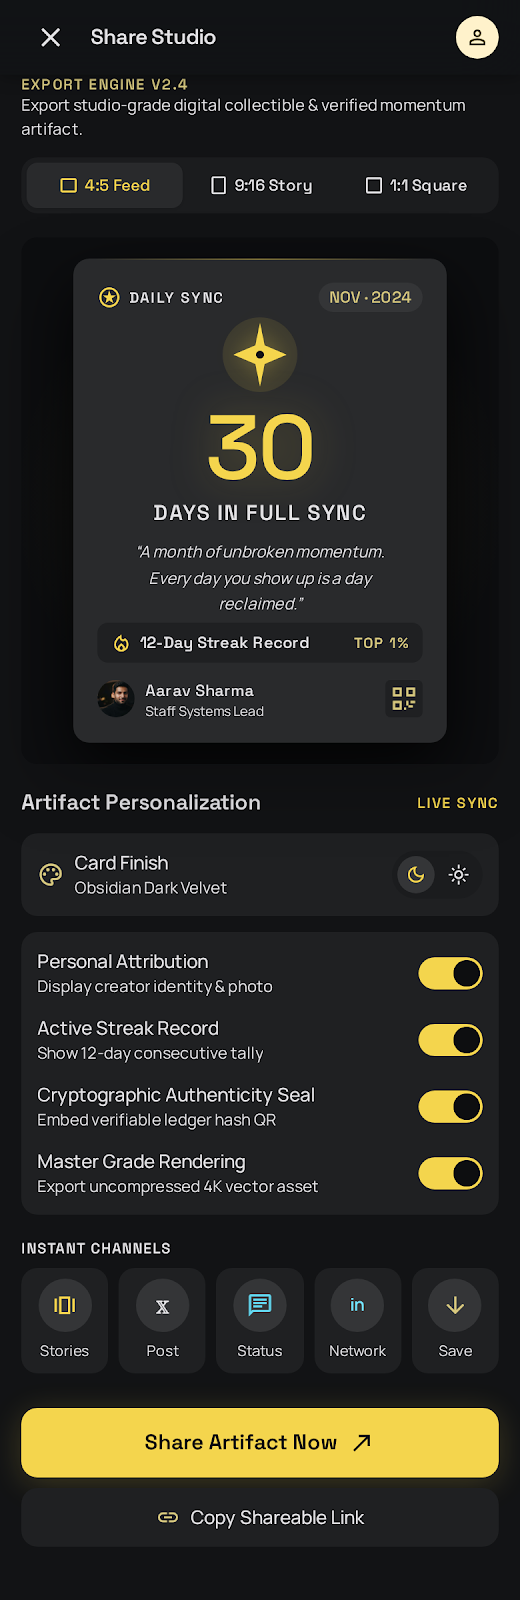 Share Studio
EXPORT ENGINE V2.4
Export studio-grade digital collectible & verified momentum
artifact.
4:5 Feed
9:16 Story
1:1 Square
DAILY SYNC
NOV · 2024
30
DAYS IN FULL SYNC
“A month of unbroken momentum.
Every day you show up is a day
reclaimed.”
12-Day Streak Record
TOP 1%
Aarav Sharma
Staff Systems Lead
Artifact Personalization
LIVE SYNC
Card Finish
Obsidian Dark Velvet
Personal Attribution
Display creator identity & photo
Active Streak Record
Show 12-day consecutive tally
Cryptographic Authenticity Seal
Embed verifiable ledger hash QR
Master Grade Rendering
Export uncompressed 4K vector asset
INSTANT CHANNELS
Stories
X
Post
Status
in
Network
Save
Share Artifact Now
Copy Shareable Link